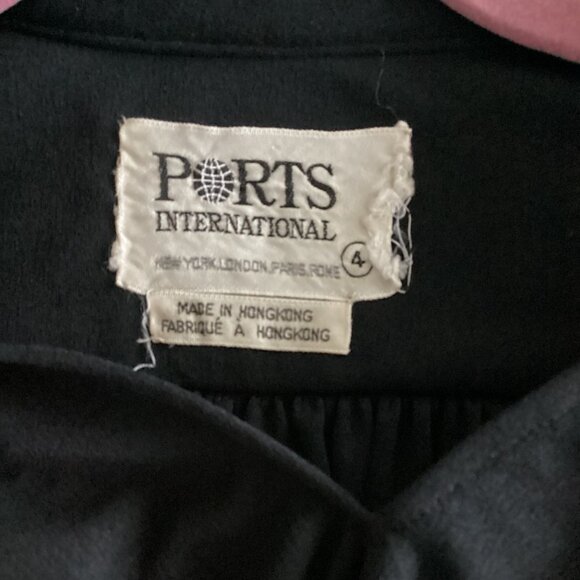 PORTS
INTERNATIONAL
NEW YORK, LONDON, PARIS, ROME 4
MADE IN HONGKONG
FABRIQUÉ À HONGKONG